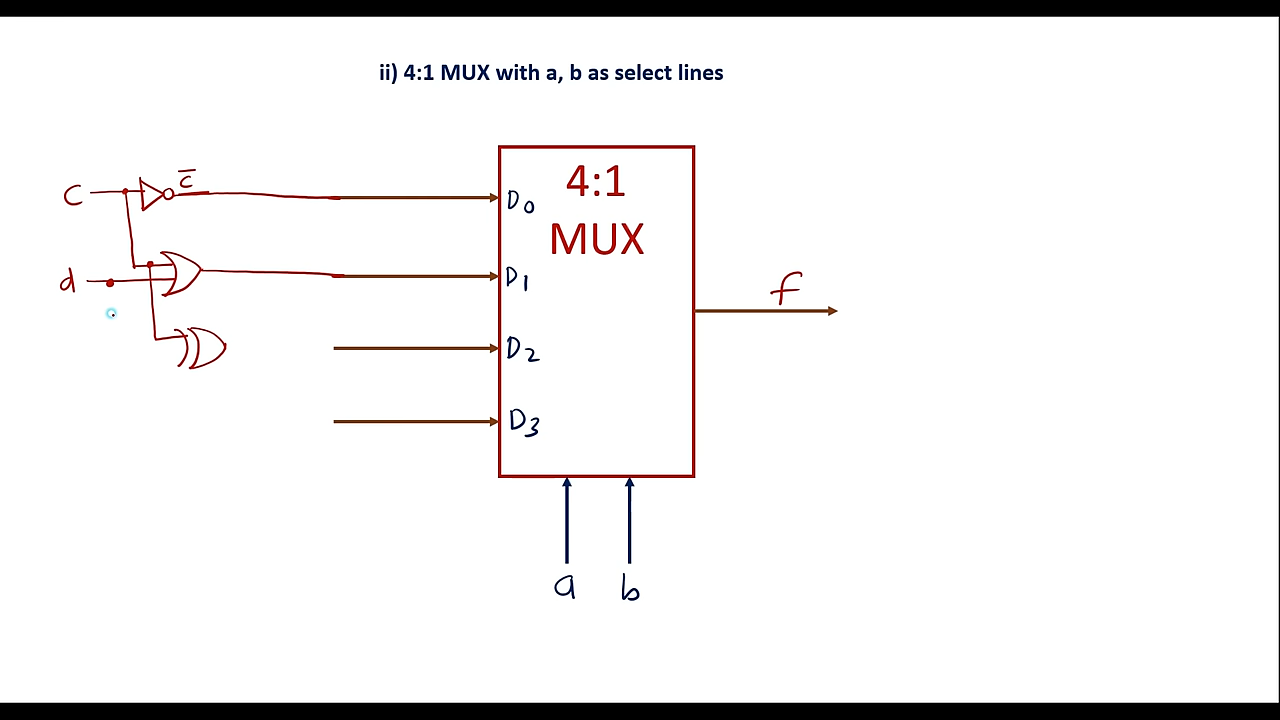 ii) 4:1 MUX with a, b as select lines
C
c̅
d
4:1
MUX
D0
D1
D2
D3
f
a
b